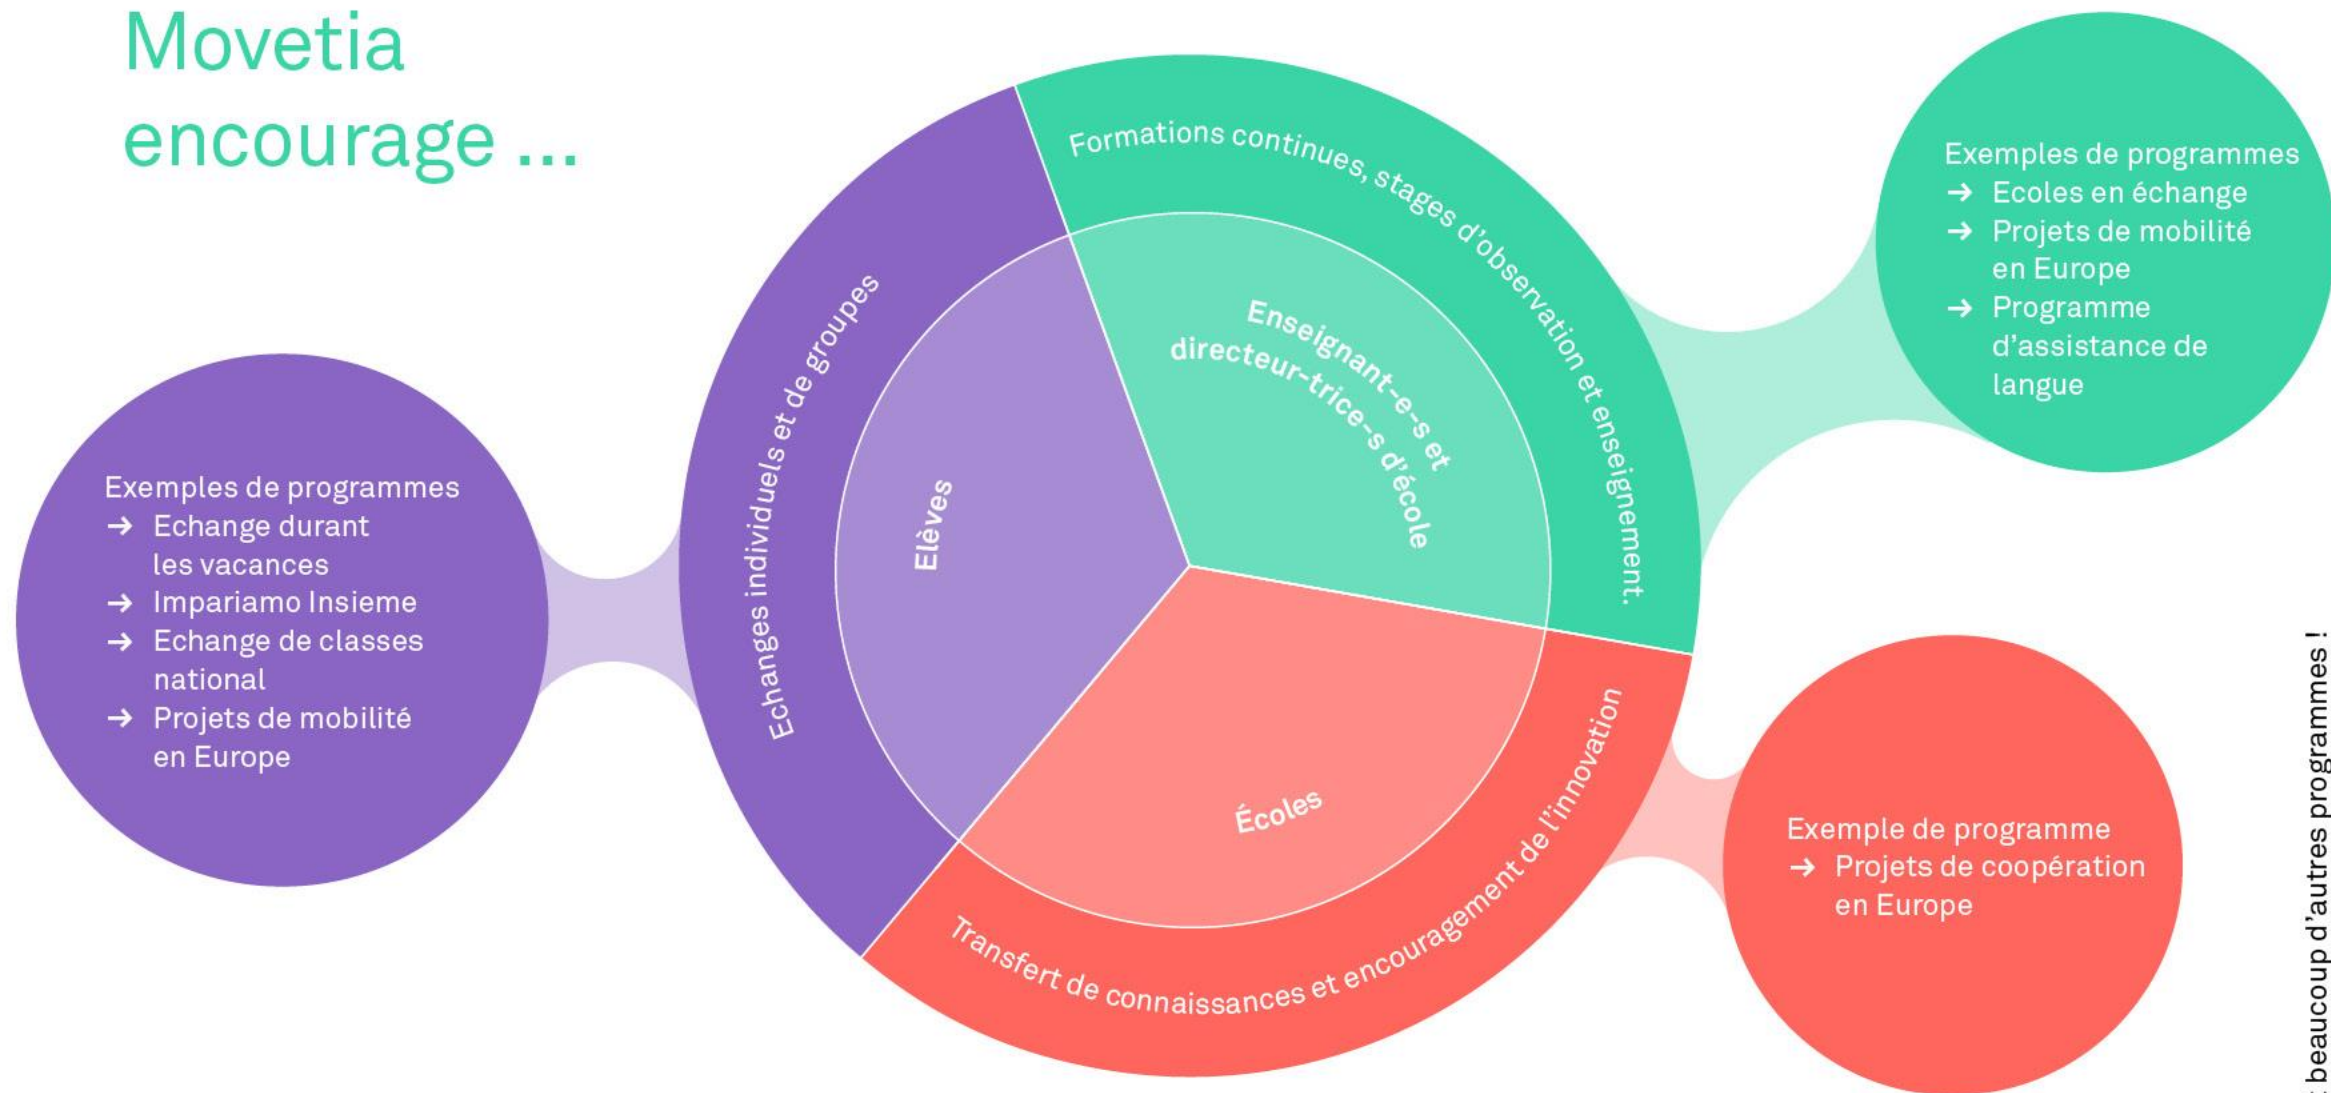 Movetia
encourage ...
Exemples de programmes
→ Echange durant
les vacances
→ Impariamo Insieme
→ Echange de classes
national
→ Projets de mobilité
en Europe
Echanges individuels et de groupes
Elèves
Formations continues, stages d'observation et enseignement.
Enseignant-e-s et
directeur-trice-s d'école
Écoles
Transfert de connaissances et encouragement de l'innovation
Exemples de programmes
→ Ecoles en échange
→ Projets de mobilité
en Europe
→ Programme
d'assistance de
langue
Exemple de programme
→ Projets de coopération
en Europe
beaucoup d'autres programmes !